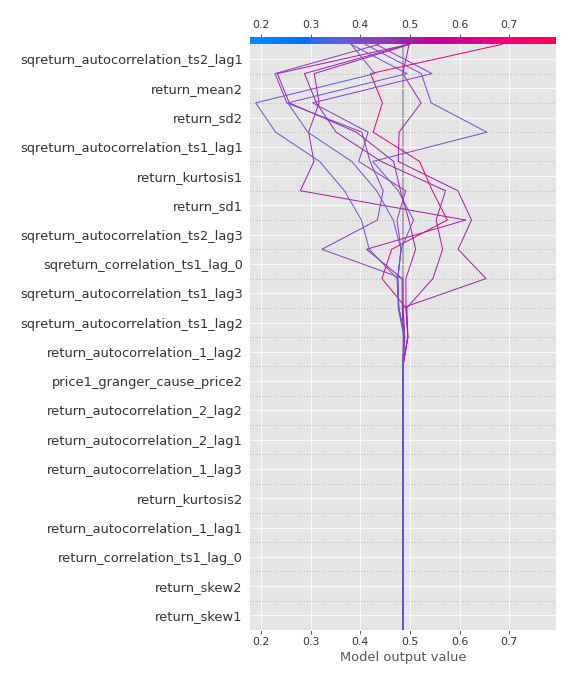 0.2 0.3 0.4 0.5 0.6 0.7
sqreturn_autocorrelation_ts2_lag1
return_mean2
return_sd2
sqreturn_autocorrelation_ts1_lag1
return_kurtosis1
return_sd1
sqreturn_autocorrelation_ts2_lag3
sqreturn_correlation_ts1_lag_0
sqreturn_autocorrelation_ts1_lag3
sqreturn_autocorrelation_ts1_lag2
return_autocorrelation_1_lag2
price1_granger_cause_price2
return_autocorrelation_2_lag2
return_autocorrelation_2_lag1
return_autocorrelation_1_lag3
return_kurtosis2
return_autocorrelation_1_lag1
return_correlation_ts1_lag_0
return_skew2
return_skew1
0.2 0.3 0.4 0.5 0.6 0.7
Model output value